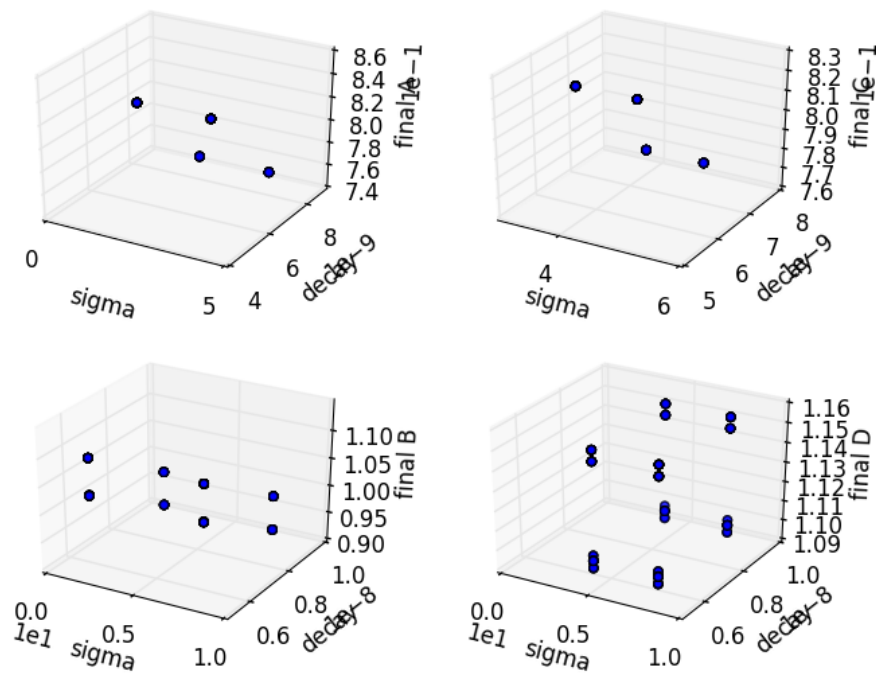 8.6
8.4
8.2
8.0
7.8
7.6
7.4
1e−1
final A
0
5
sigma
4
6
8
decay
1e−9
8.3
8.2
8.1
8.0
7.9
7.8
7.7
7.6
1e−1
final C
4
6
sigma
5
6
7
8
decay
1e−9
1.10
1.05
1.00
0.95
0.90
final B
0.0
0.5
1.0
1e1
sigma
0.6
0.8
1.0
decay
1e−8
1.16
1.15
1.14
1.13
1.12
1.11
1.10
1.09
final D
0.0
0.5
1.0
1e1
sigma
0.6
0.8
1.0
decay
1e−8